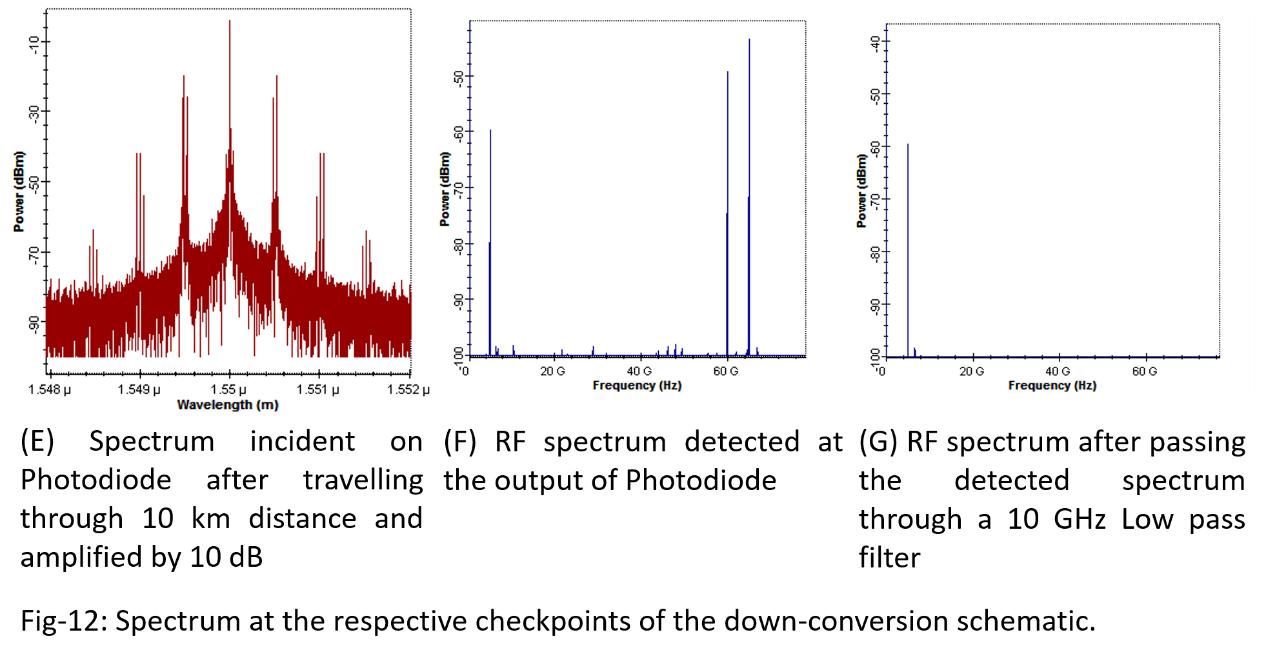 Power (dBm)
-10
-30
-50
-70
-90
1.548 µ
1.549 µ
1.55 µ
1.551 µ
1.552 µ
Wavelength (m)
Power (dBm)
-50
-60
-70
-80
-90
-100
0
20 G
40 G
60 G
Frequency (Hz)
Power (dBm)
-40
-50
-60
-70
-80
-90
-100
0
20 G
40 G
60 G
Frequency (Hz)
(E) Spectrum incident on
Photodiode after travelling
through 10 km distance and
amplified by 10 dB
(F) RF spectrum detected at
the output of Photodiode
(G) RF spectrum after passing
the detected spectrum
through a 10 GHz Low pass
filter
Fig-12: Spectrum at the respective checkpoints of the down-conversion schematic.